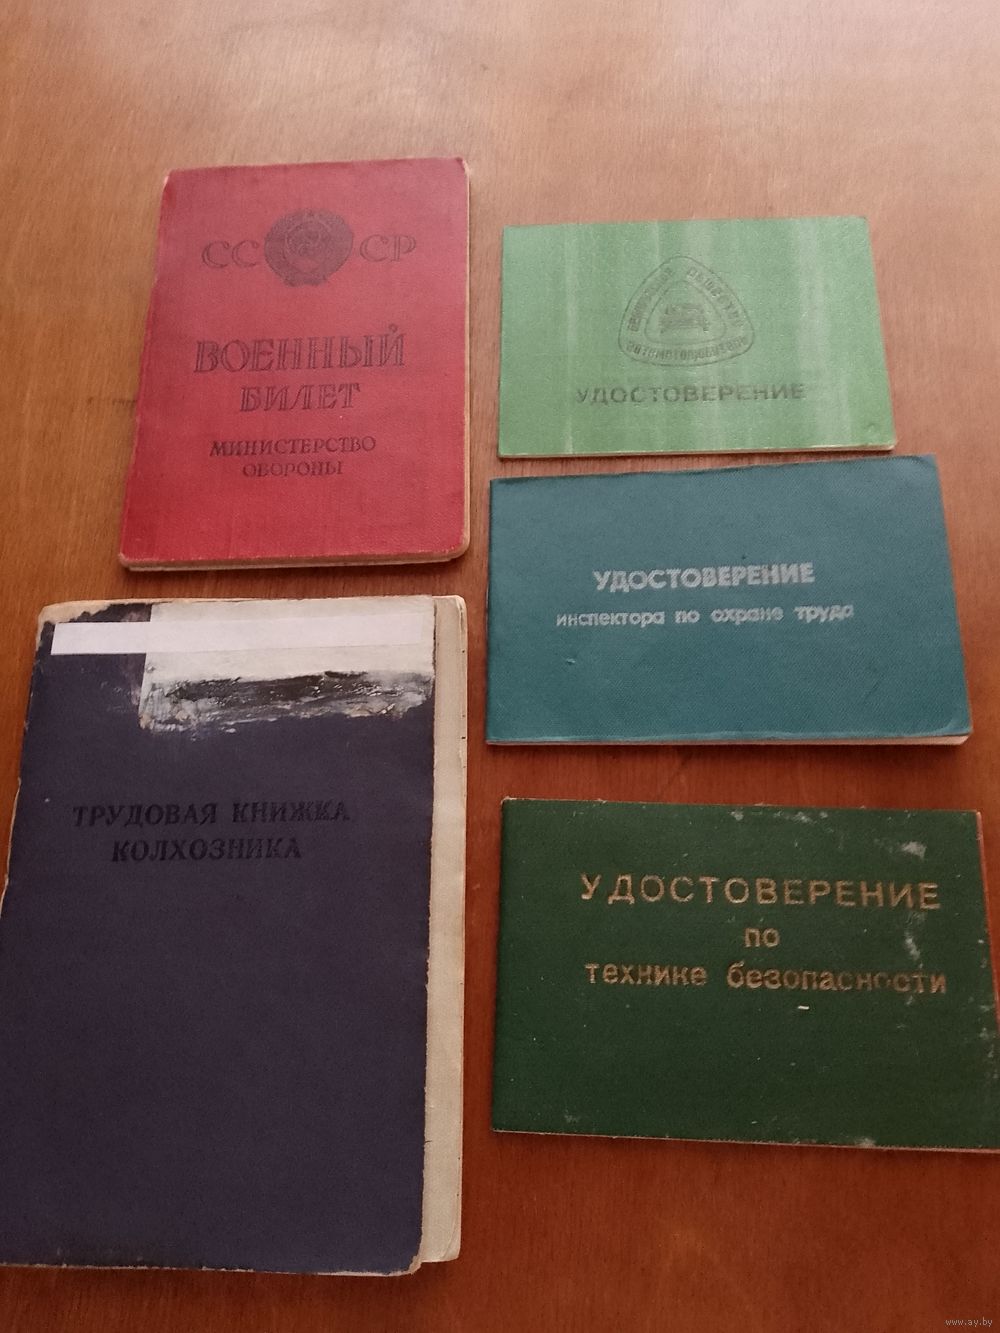 СССР
ВОЕННЫЙ
БИЛЕТ
МИНИСТЕРСТВО
ОБОРОНЫ
УДОСТОВЕРЕНИЕ
УДОСТОВЕРЕНИЕ
инспектора по охране труда
ТРУДОВАЯ КНИЖКА
КОЛХОЗНИКА
УДОСТОВЕРЕНИЕ
по
технике безопасности
www.ay.by